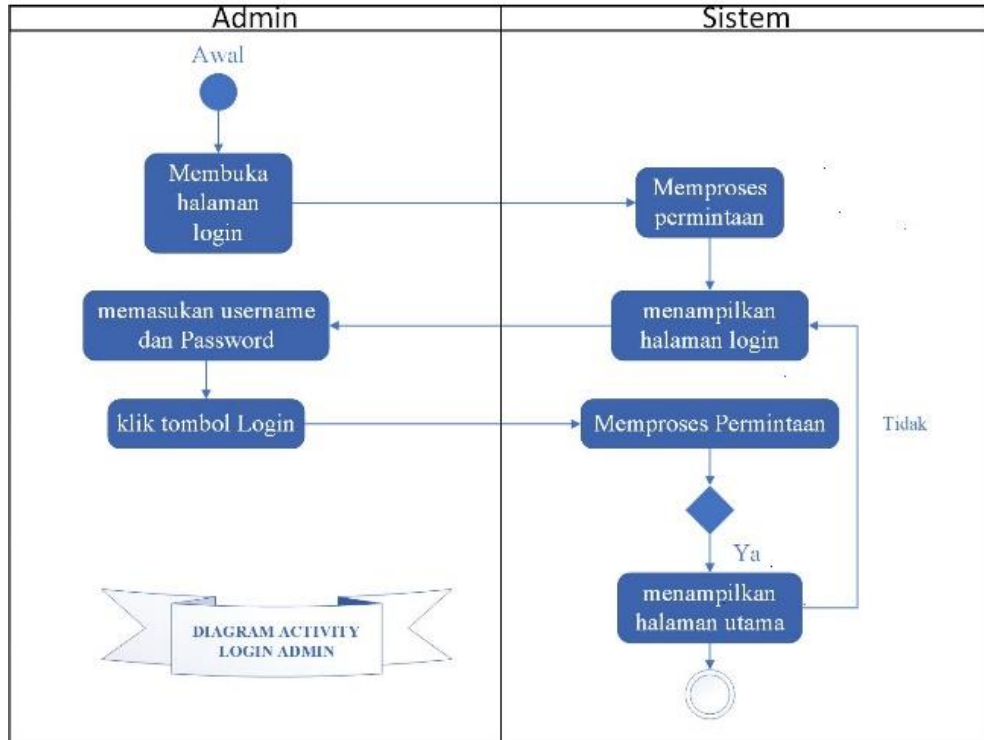 Admin
Sistem
Awal
Membuka
halaman
login
Memproses
permintaan
memasukan username
dan Password
menampilkan
halaman login
klik tombol Login
Memproses Permintaan
Tidak
Ya
menampilkan
halaman utama
DIAGRAM ACTIVITY
LOGIN ADMIN